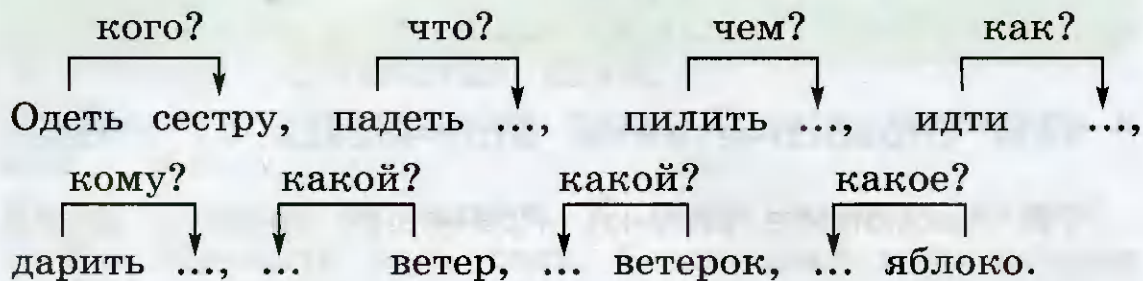 кого? что? чем? как?
Одеть сестру, падеть ..., пилить ..., идти ...,
кому? какой? какой? какое?
дарить ..., ... ветер, ... ветерок, ... яблоко.